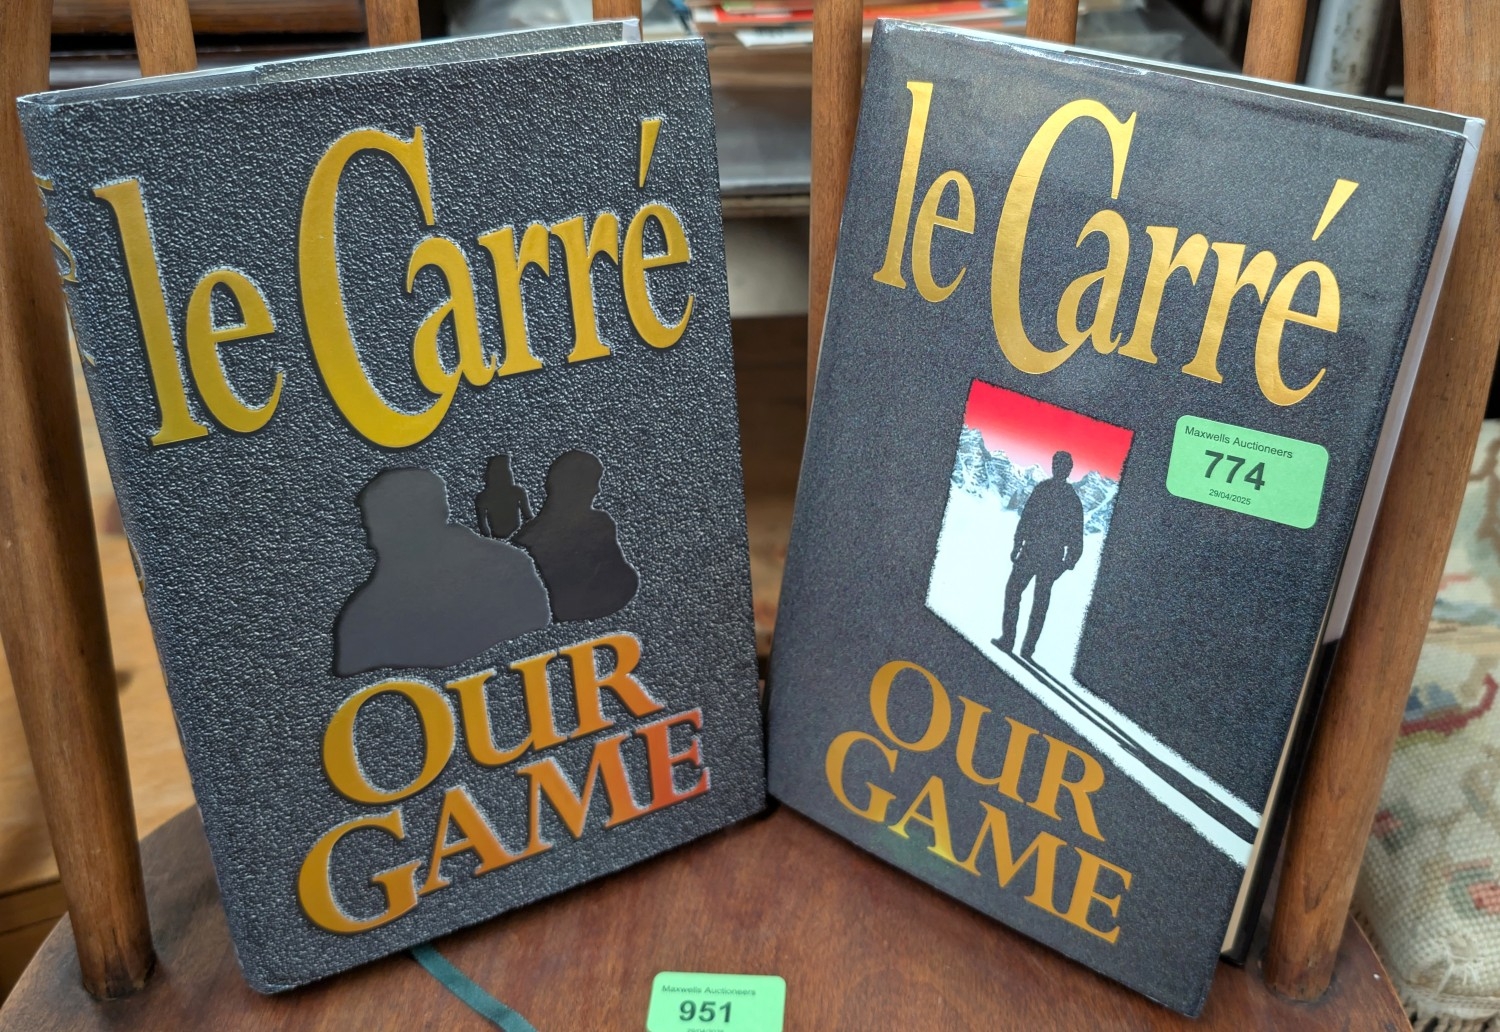 le Carré
OUR
GAME
le Carré
Maxwells Auctioneers
774
29/04/2025
OUR
GAME
Maxwells Auctioneers
951